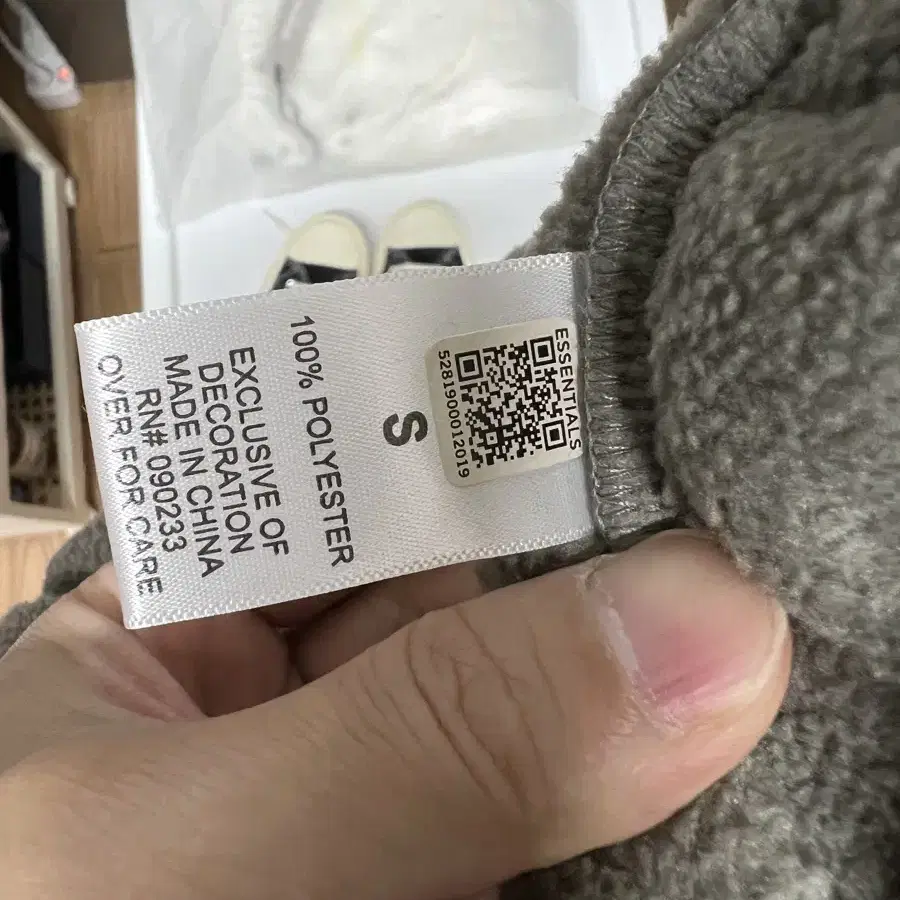 ESSENTIALS
5281900012019
S
100% POLYESTER
EXCLUSIVE OF
DECORATION
MADE IN CHINA
RN# 090233
OVER FOR CARE